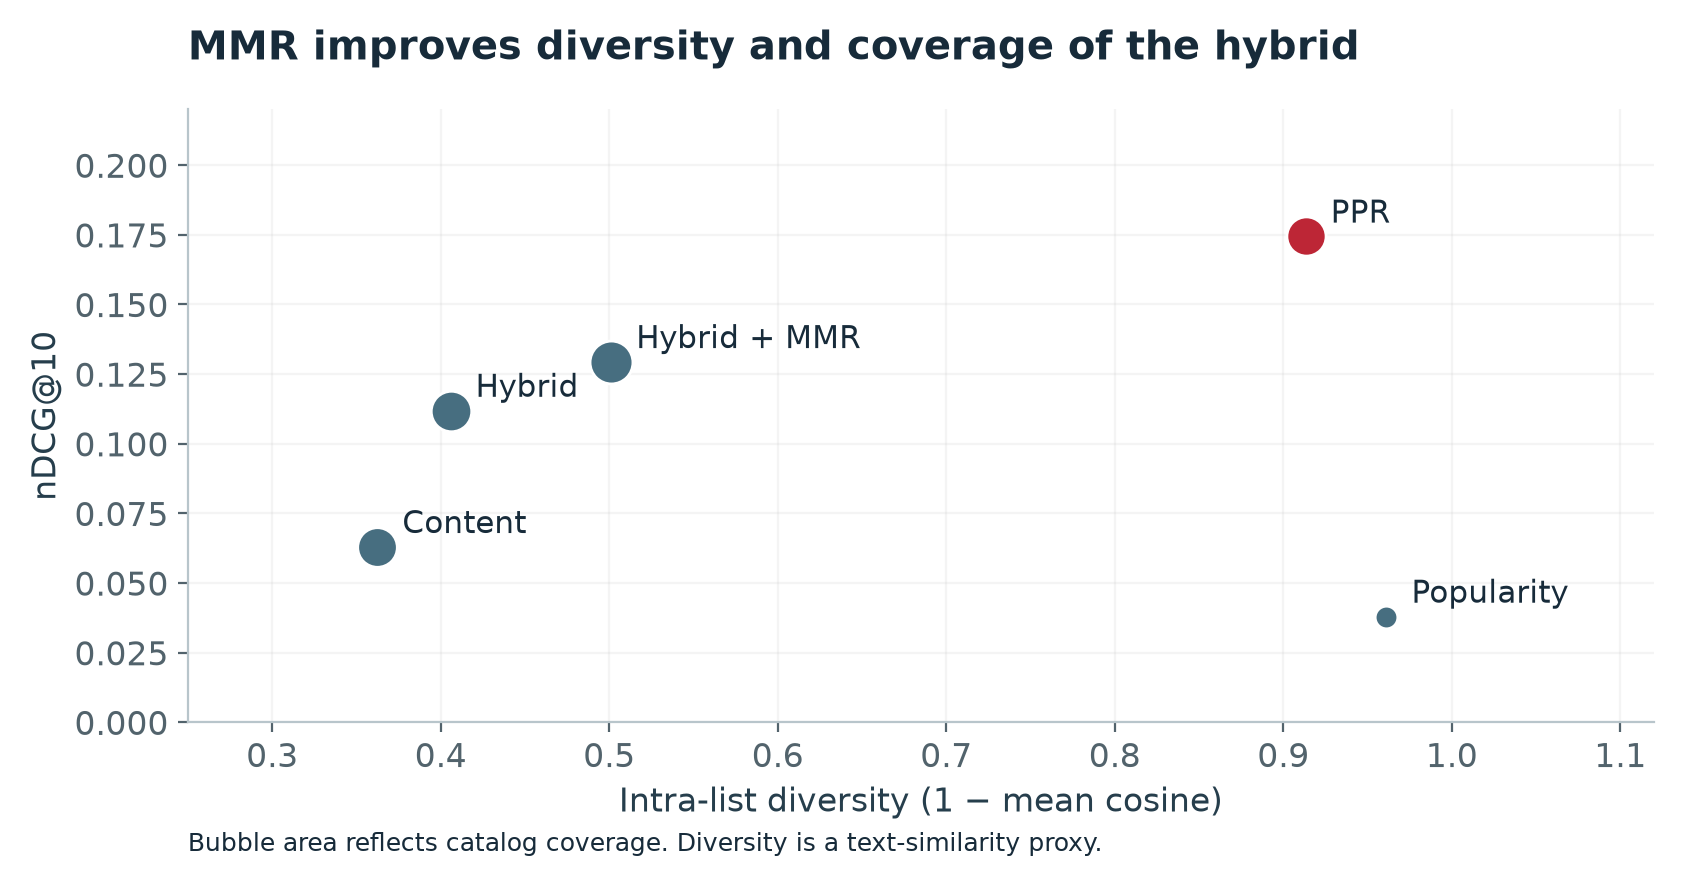 MMR improves diversity and coverage of the hybrid
nDCG@10
0.200
0.175
0.150
0.125
0.100
0.075
0.050
0.025
0.000
PPR
Hybrid + MMR
Hybrid
Content
Popularity
0.3 0.4 0.5 0.6 0.7 0.8 0.9 1.0 1.1
Intra-list diversity (1 − mean cosine)
Bubble area reflects catalog coverage. Diversity is a text-similarity proxy.